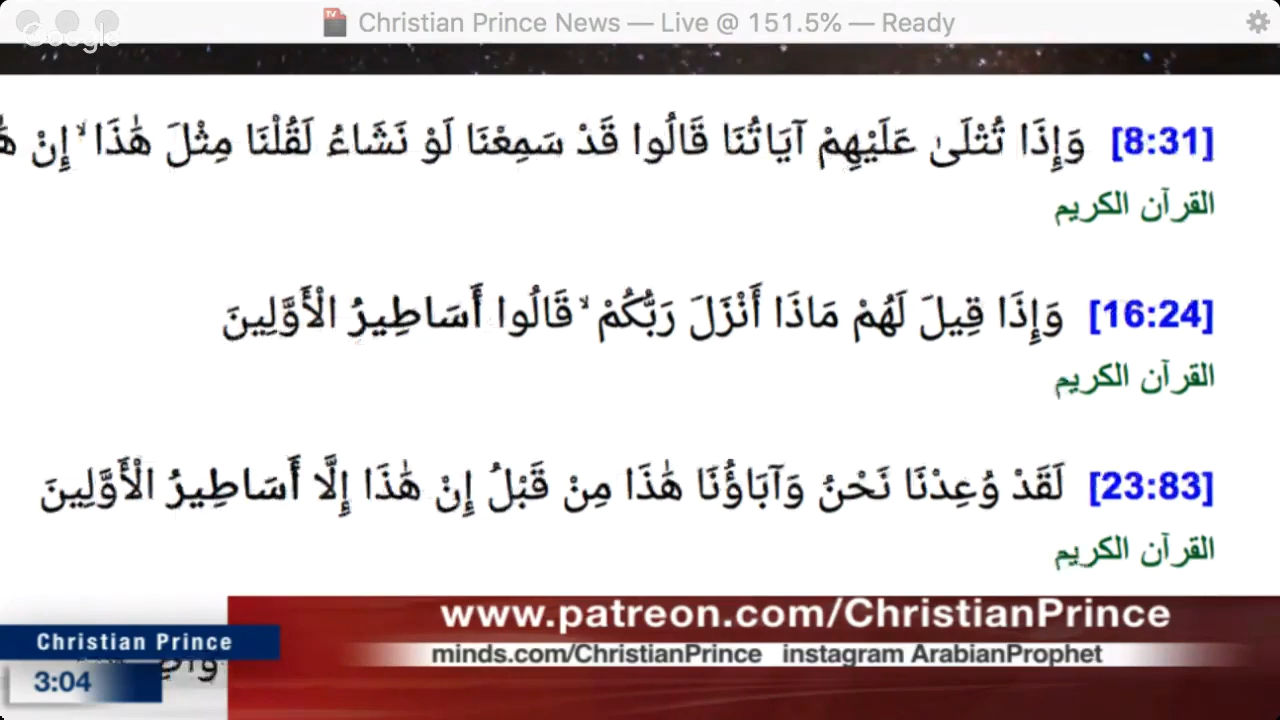 Christian Prince News — Live @ 151.5% — Ready
Google
[8:31] وَإِذَا تُتْلَىٰ عَلَيْهِمْ آيَاتُنَا قَالُوا قَدْ سَمِعْنَا لَوْ نَشَاءُ لَقُلْنَا مِثْلَ هَٰذَا ۙ إِنْ
القرآن الكريم
[16:24] وَإِذَا قِيلَ لَهُمْ مَاذَا أَنْزَلَ رَبُّكُمْ ۙ قَالُوا أَسَاطِيرُ الْأَوَّلِينَ
القرآن الكريم
[23:83] لَقَدْ وُعِدْنَا نَحْنُ وَآبَاؤُنَا هَٰذَا مِنْ قَبْلُ إِنْ هَٰذَا إِلَّا أَسَاطِيرُ الْأَوَّلِينَ
القرآن الكريم
www.patreon.com/ChristianPrince
Christian Prince
minds.com/ChristianPrince instagram ArabianProphet
3:04